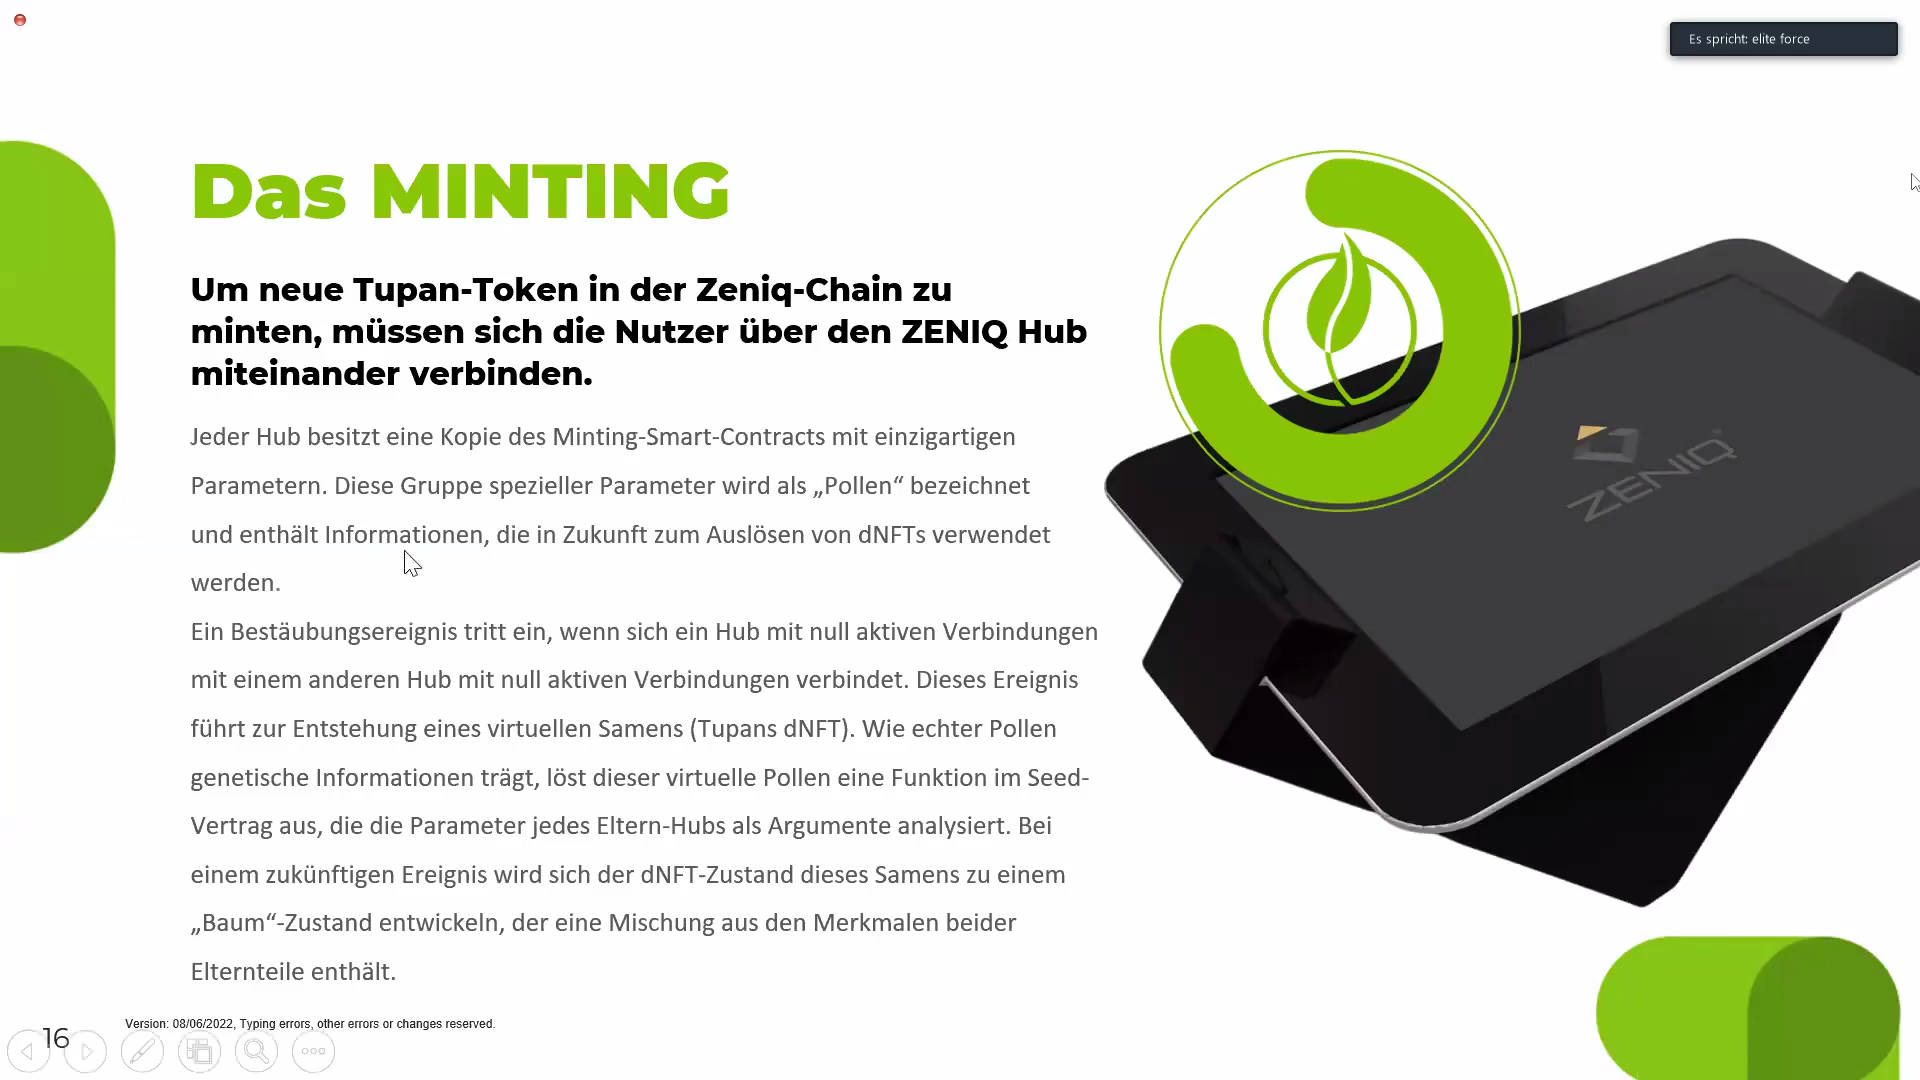 Es spricht: elite force
Das MINTING
Um neue Tupan-Token in der Zeniq-Chain zu
minten, müssen sich die Nutzer über den ZENIQ Hub
miteinander verbinden.
Jeder Hub besitzt eine Kopie des Minting-Smart-Contracts mit einzigartigen
Parametern. Diese Gruppe spezieller Parameter wird als „Pollen“ bezeichnet
und enthält Informationen, die in Zukunft zum Auslösen von dNFTs verwendet
werden.
Ein Bestäubungsereignis tritt ein, wenn sich ein Hub mit null aktiven Verbindungen
mit einem anderen Hub mit null aktiven Verbindungen verbindet. Dieses Ereignis
führt zur Entstehung eines virtuellen Samens (Tupans dNFT). Wie echter Pollen
genetische Informationen trägt, löst dieser virtuelle Pollen eine Funktion im Seed-
Vertrag aus, die die Parameter jedes Eltern-Hubs als Argumente analysiert. Bei
einem zukünftigen Ereignis wird sich der dNFT-Zustand dieses Samens zu einem
„Baum“-Zustand entwickeln, der eine Mischung aus den Merkmalen beider
Elternteile enthält.
ZENIQ
Version: 08/06/2022, Typing errors, other errors or changes reserved.
16